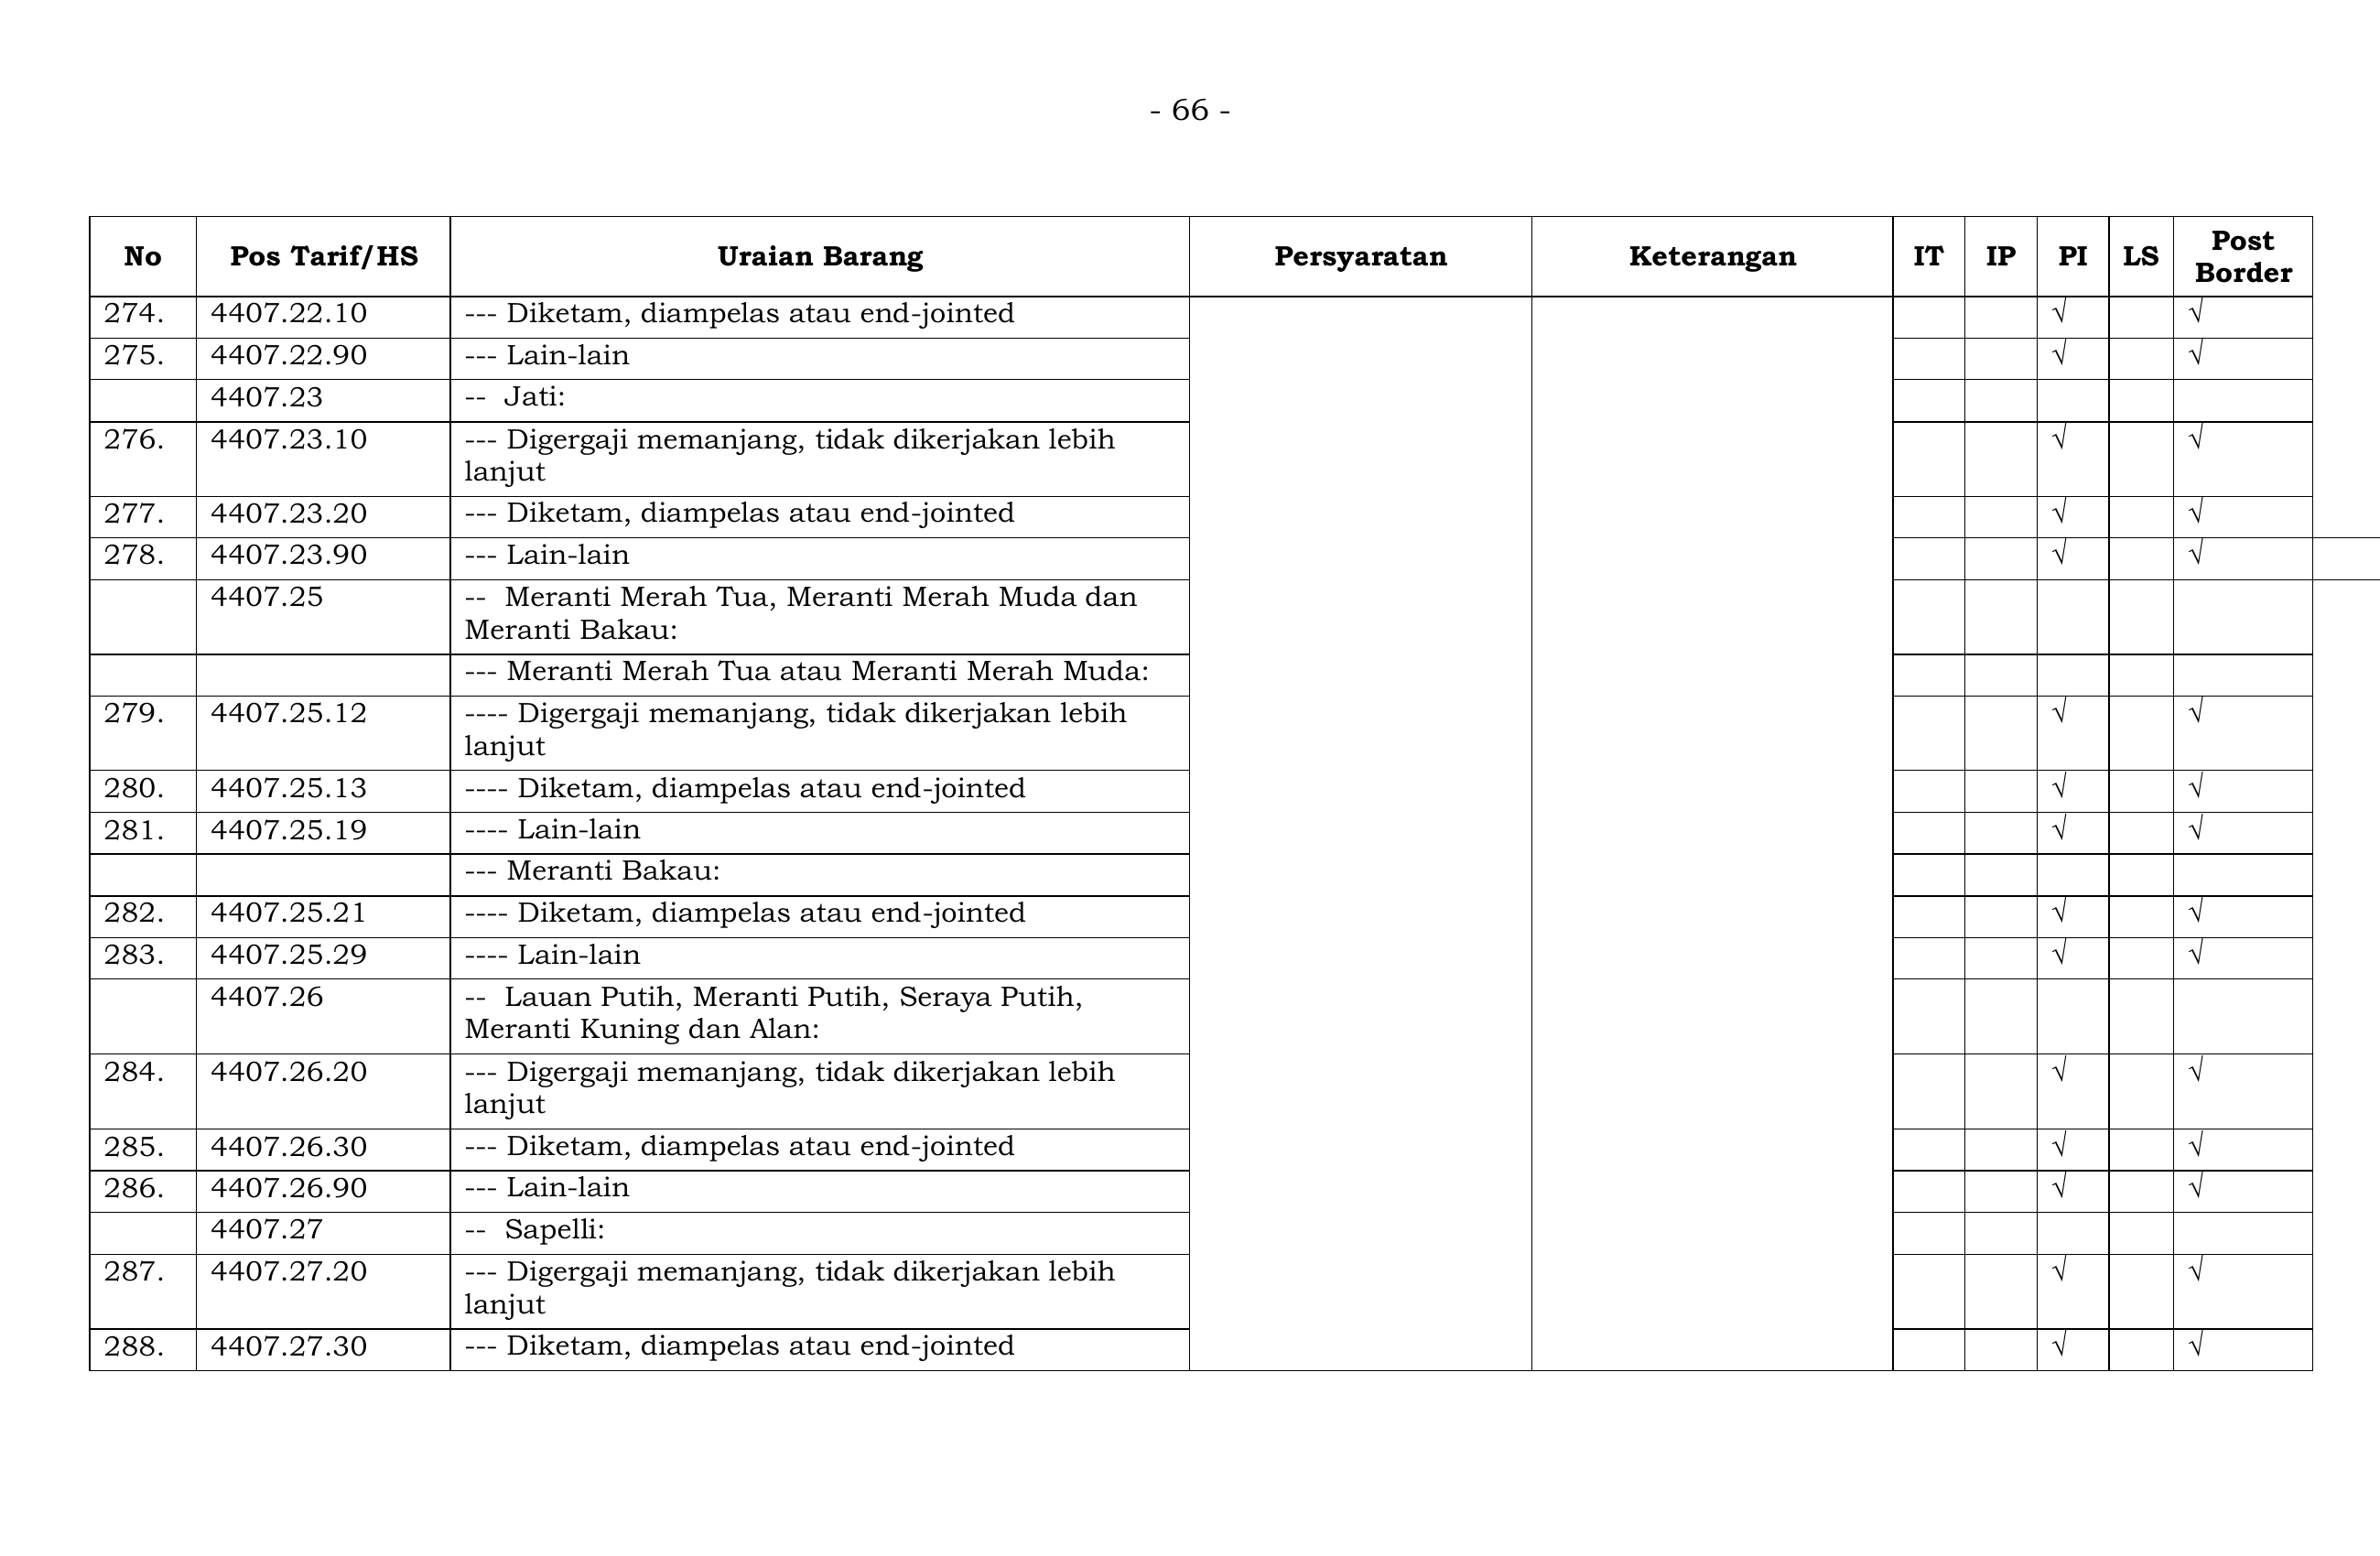 - 66 -
No Pos Tarif/HS Uraian Barang Persyaratan Keterangan IT IP PI LS Post Border
274. 4407.22.10 --- Diketam, diampelas atau end-jointed √ √
275. 4407.22.90 --- Lain-lain √ √
4407.23 -- Jati:
276. 4407.23.10 --- Digergaji memanjang, tidak dikerjakan lebih √ √
lanjut
277. 4407.23.20 --- Diketam, diampelas atau end-jointed √ √
278. 4407.23.90 --- Lain-lain √ √
4407.25 -- Meranti Merah Tua, Meranti Merah Muda dan
Meranti Bakau:
--- Meranti Merah Tua atau Meranti Merah Muda:
279. 4407.25.12 ---- Digergaji memanjang, tidak dikerjakan lebih √ √
lanjut
280. 4407.25.13 ---- Diketam, diampelas atau end-jointed √ √
281. 4407.25.19 ---- Lain-lain √ √
--- Meranti Bakau:
282. 4407.25.21 ---- Diketam, diampelas atau end-jointed √ √
283. 4407.25.29 ---- Lain-lain √ √
4407.26 -- Lauan Putih, Meranti Putih, Seraya Putih,
Meranti Kuning dan Alan:
284. 4407.26.20 --- Digergaji memanjang, tidak dikerjakan lebih √ √
lanjut
285. 4407.26.30 --- Diketam, diampelas atau end-jointed √ √
286. 4407.26.90 --- Lain-lain √ √
4407.27 -- Sapelli:
287. 4407.27.20 --- Digergaji memanjang, tidak dikerjakan lebih √ √
lanjut
288. 4407.27.30 --- Diketam, diampelas atau end-jointed √ √